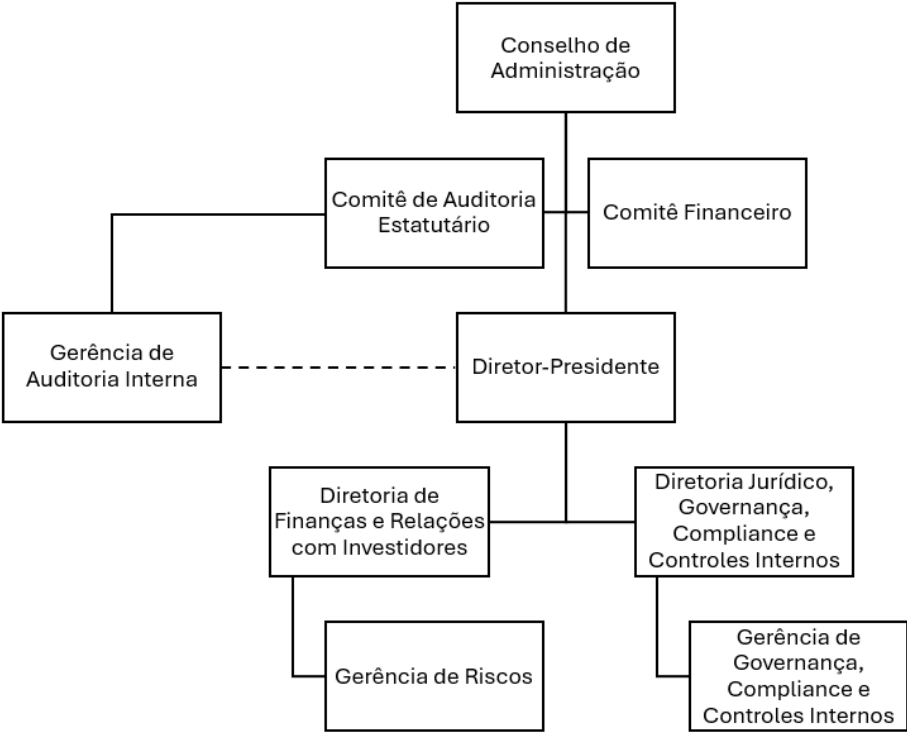 Conselho de
Administração
Comitê de Auditoria
Estatutário
Comitê Financeiro
Gerência de
Auditoria Interna
Diretor-Presidente
Diretoria de
Finanças e Relações
com Investidores
Diretoria Jurídico,
Governança,
Compliance e
Controles Internos
Gerência de Riscos
Gerência de
Governança,
Compliance e
Controles Internos